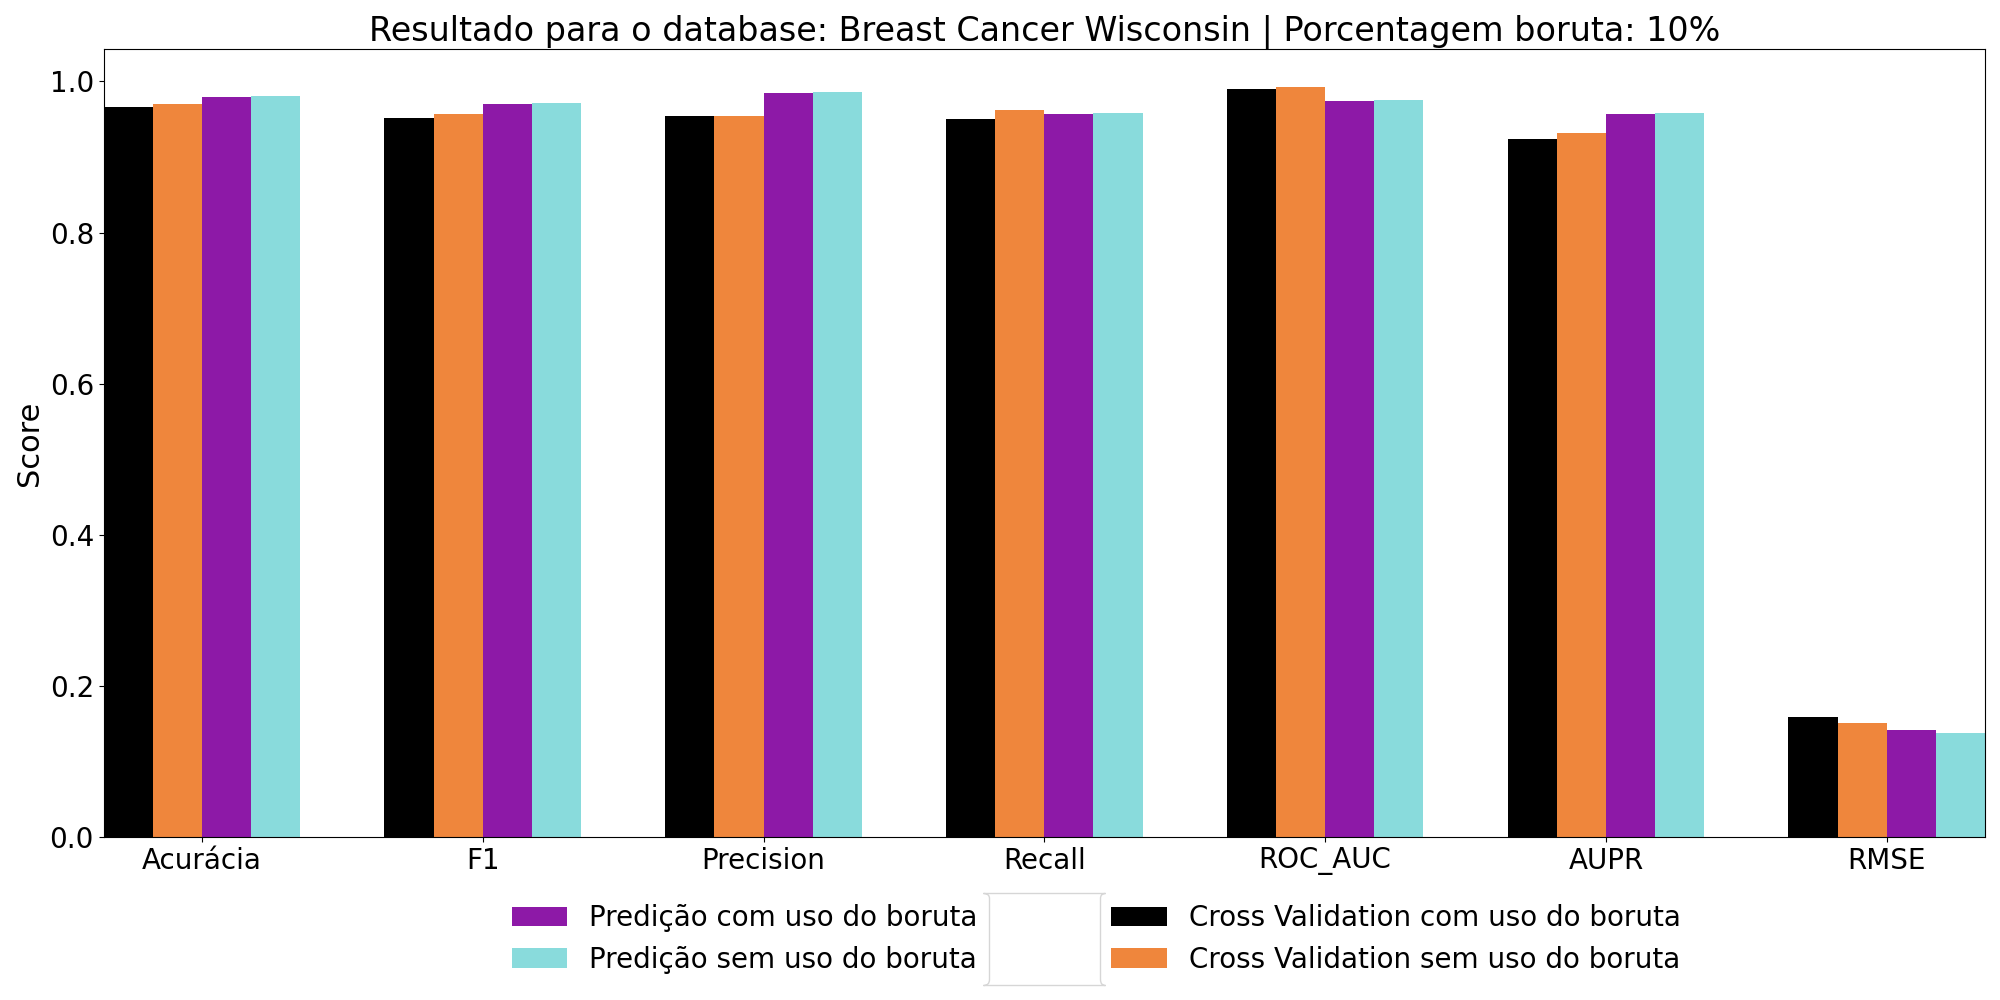 Resultado para o database: Breast Cancer Wisconsin | Porcentagem boruta: 10%
Score
1.0
0.8
0.6
0.4
0.2
0.0
Acurácia F1 Precision Recall ROC_AUC AUPR RMSE
Predição com uso do boruta Cross Validation com uso do boruta
Predição sem uso do boruta Cross Validation sem uso do boruta